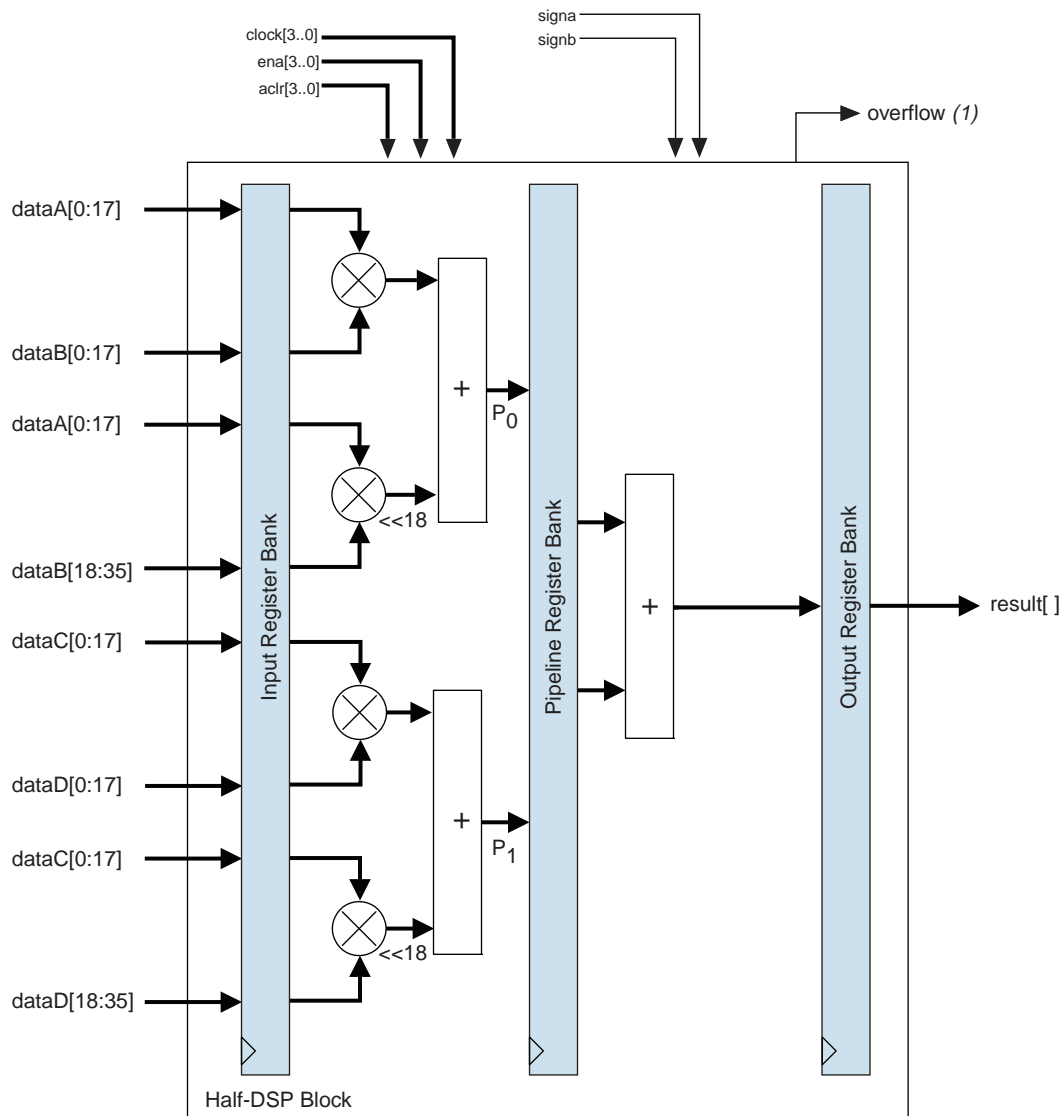 signa
signb
clock[3..0]
ena[3..0]
aclr[3..0]
overflow (1)
dataA[0:17]
dataB[0:17]
dataA[0:17]
dataB[18:35]
dataC[0:17]
dataD[0:17]
dataC[0:17]
dataD[18:35]
Input Register Bank
<<18
<<18
+
P0
+
P1
Pipeline Register Bank
+
Output Register Bank
result[ ]
Half-DSP Block